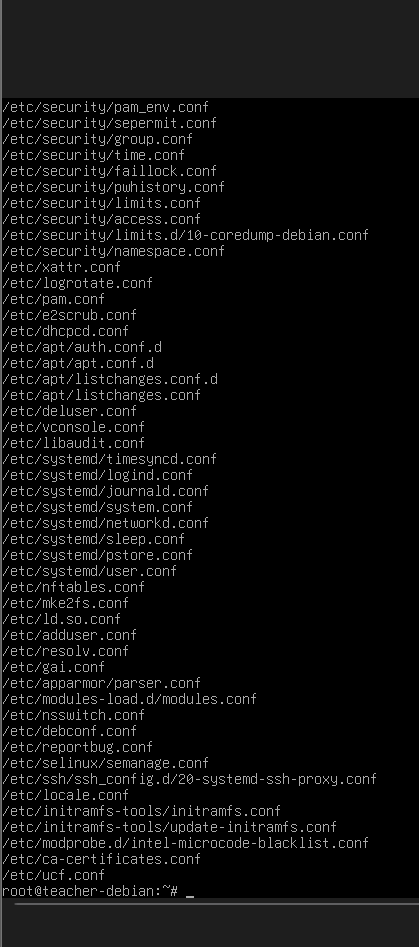 /etc/security/pam_env.conf
/etc/security/sepermit.conf
/etc/security/group.conf
/etc/security/time.conf
/etc/security/faillock.conf
/etc/security/pwhistory.conf
/etc/security/limits.conf
/etc/security/access.conf
/etc/security/limits.d/10-coredump-debian.conf
/etc/security/namespace.conf
/etc/xattr.conf
/etc/logrotate.conf
/etc/pam.conf
/etc/e2scrub.conf
/etc/dhcpcd.conf
/etc/apt/auth.conf.d
/etc/apt/apt.conf.d
/etc/apt/listchanges.conf.d
/etc/apt/listchanges.conf
/etc/deluser.conf
/etc/vconsole.conf
/etc/libaudit.conf
/etc/systemd/timesyncd.conf
/etc/systemd/logind.conf
/etc/systemd/journald.conf
/etc/systemd/system.conf
/etc/systemd/networkd.conf
/etc/systemd/sleep.conf
/etc/systemd/pstore.conf
/etc/systemd/user.conf
/etc/nftables.conf
/etc/mke2fs.conf
/etc/ld.so.conf
/etc/adduser.conf
/etc/resolv.conf
/etc/gai.conf
/etc/apparmor/parser.conf
/etc/modules-load.d/modules.conf
/etc/nsswitch.conf
/etc/debconf.conf
/etc/reportbug.conf
/etc/selinux/semanage.conf
/etc/ssh/ssh_config.d/20-systemd-ssh-proxy.conf
/etc/locale.conf
/etc/initramfs-tools/initramfs.conf
/etc/initramfs-tools/update-initramfs.conf
/etc/modprobe.d/intel-microcode-blacklist.conf
/etc/ca-certificates.conf
/etc/ucf.conf
root@teacher-debian:~# _